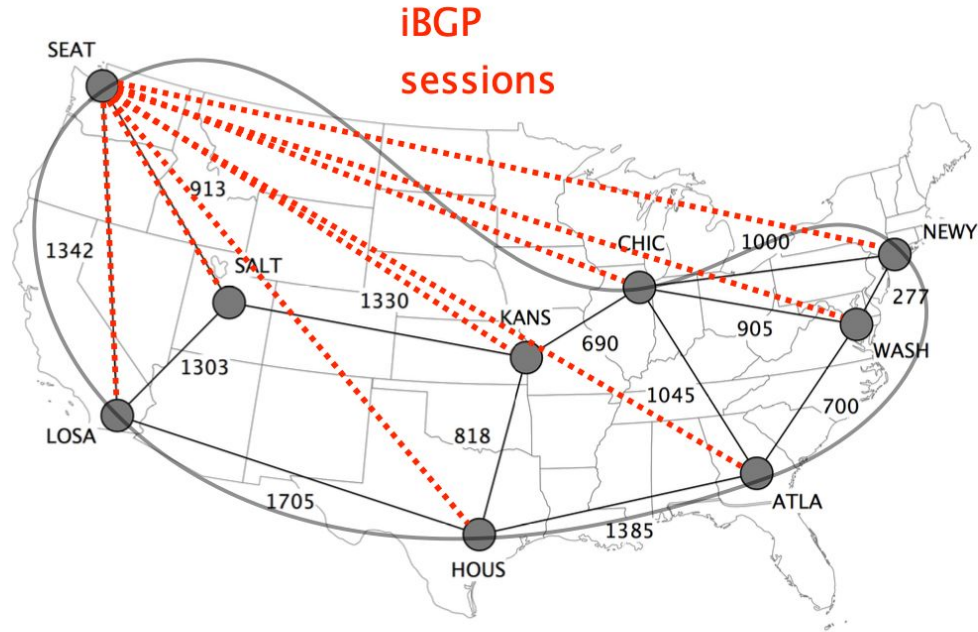 iBGP
sessions
SEAT
913
CHIC
1000
NEWY
1342
SALT
277
1330
KANS
905
690
WASH
1303
1045
700
LOSA
818
1705
ATLA
1385
HOUS